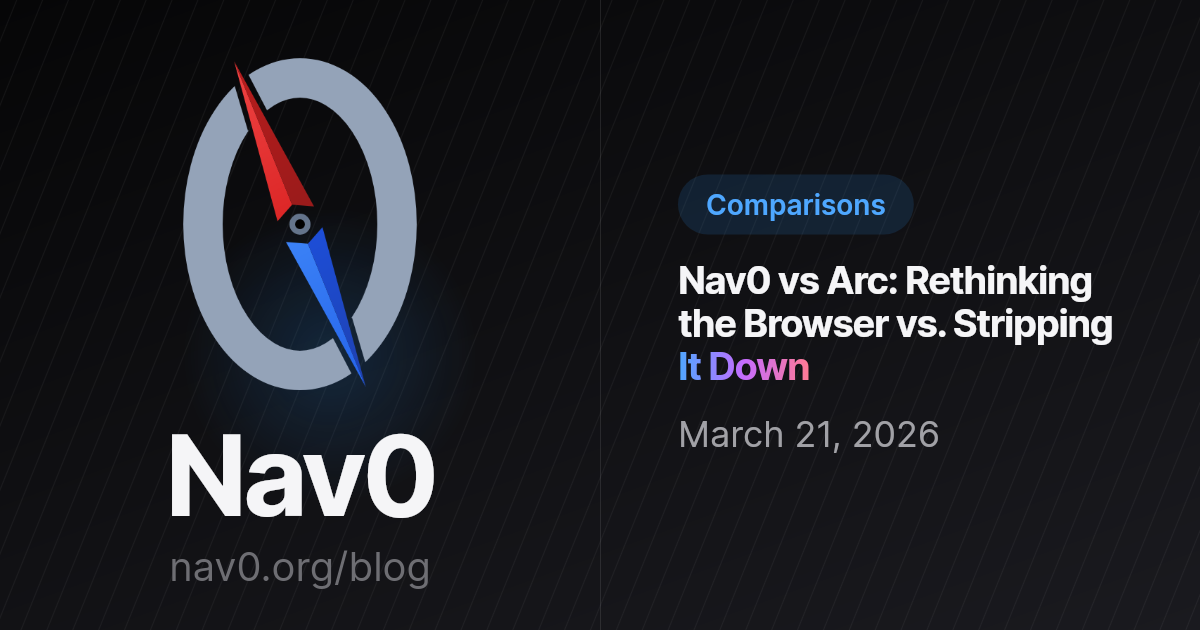 Nav0
nav0.org/blog
Comparisons
Nav0 vs Arc: Rethinking
the Browser vs. Stripping
It Down
March 21, 2026